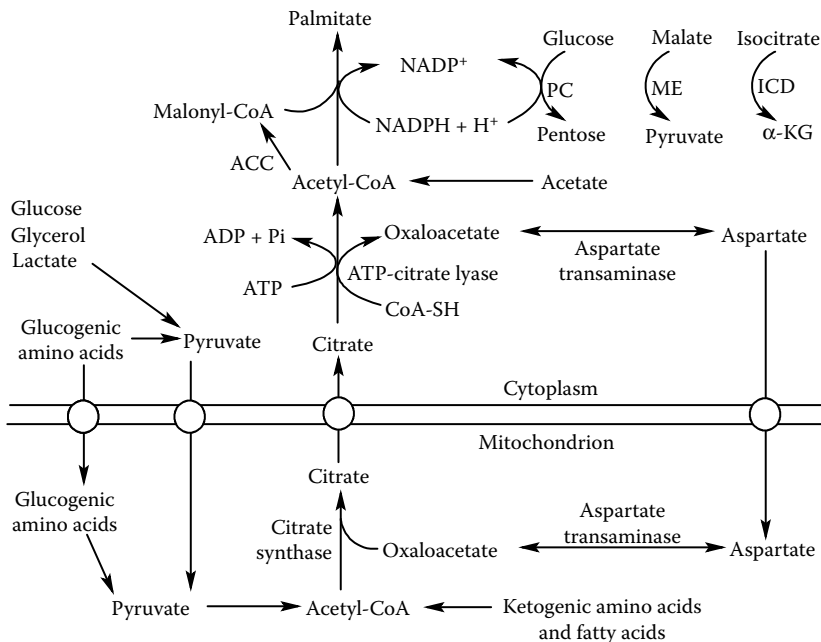 Palmitate
Glucose
Malate
Isocitrate
NADP+
PC
ME
ICD
Malonyl-CoA
NADPH + H+
Pentose
Pyruvate
α-KG
ACC
Acetyl-CoA
Acetate
Glucose
Glycerol
Lactate
ADP + Pi
Oxaloacetate
Aspartate
Aspartate
transaminase
ATP-citrate lyase
ATP
CoA-SH
Glucogenic
amino acids
Pyruvate
Citrate
Cytoplasm
Mitochondrion
Citrate
Glucogenic
amino acids
Citrate
synthase
Oxaloacetate
Aspartate
transaminase
Aspartate
Pyruvate
Acetyl-CoA
Ketogenic amino acids
and fatty acids